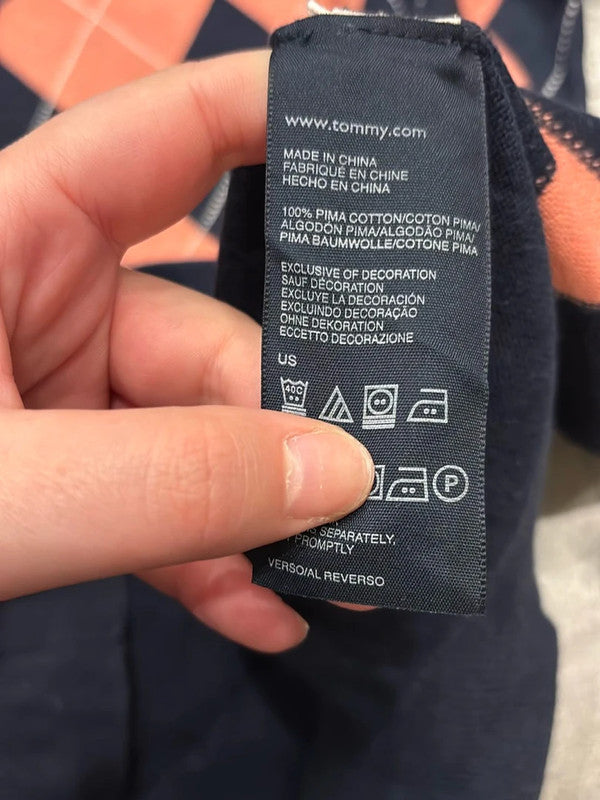 www.tommy.com
MADE IN CHINA
FABRIQUÉ EN CHINE
HECHO EN CHINA
100% PIMA COTTON/COTON PIMA/
ALGODÓN PIMA/ALGODÃO PIMA/
PIMA BAUMWOLLE/COTONE PIMA
EXCLUSIVE OF DECORATION
SAUF DÉCORATION
EXCLUYE LA DECORACIÓN
EXCLUINDO DECORAÇÃO
OHNE DEKORATION
ECCETTO DECORAZIONE
US
40C
P
SEPARATELY.
PROMPTLY
VERSO/AL REVERSO